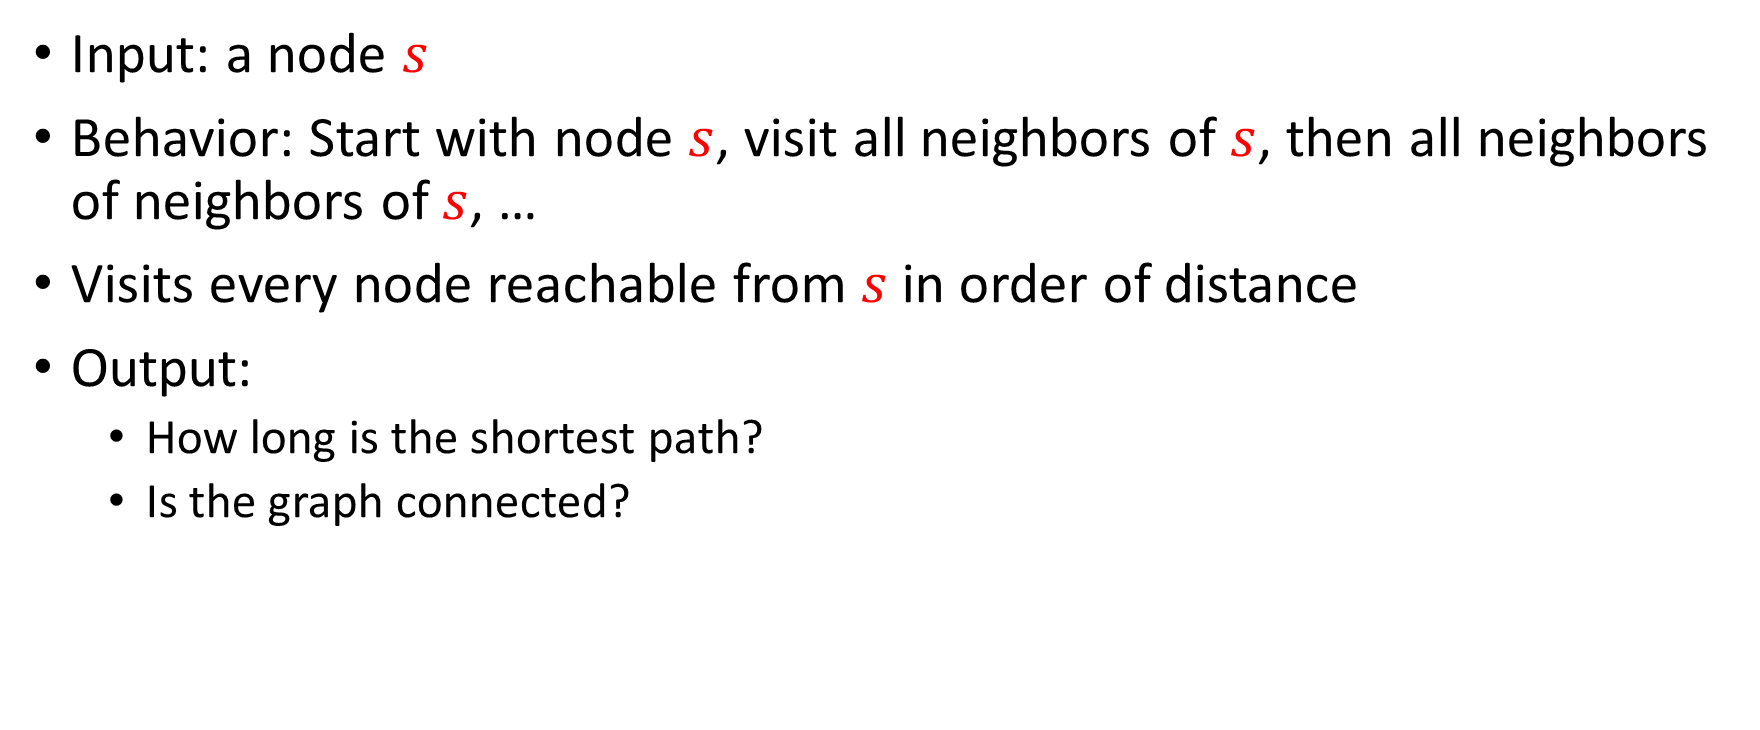 • Input: a node s
• Behavior: Start with node s, visit all neighbors of s, then all neighbors
of neighbors of s, …
• Visits every node reachable from s in order of distance
• Output:
• How long is the shortest path?
• Is the graph connected?